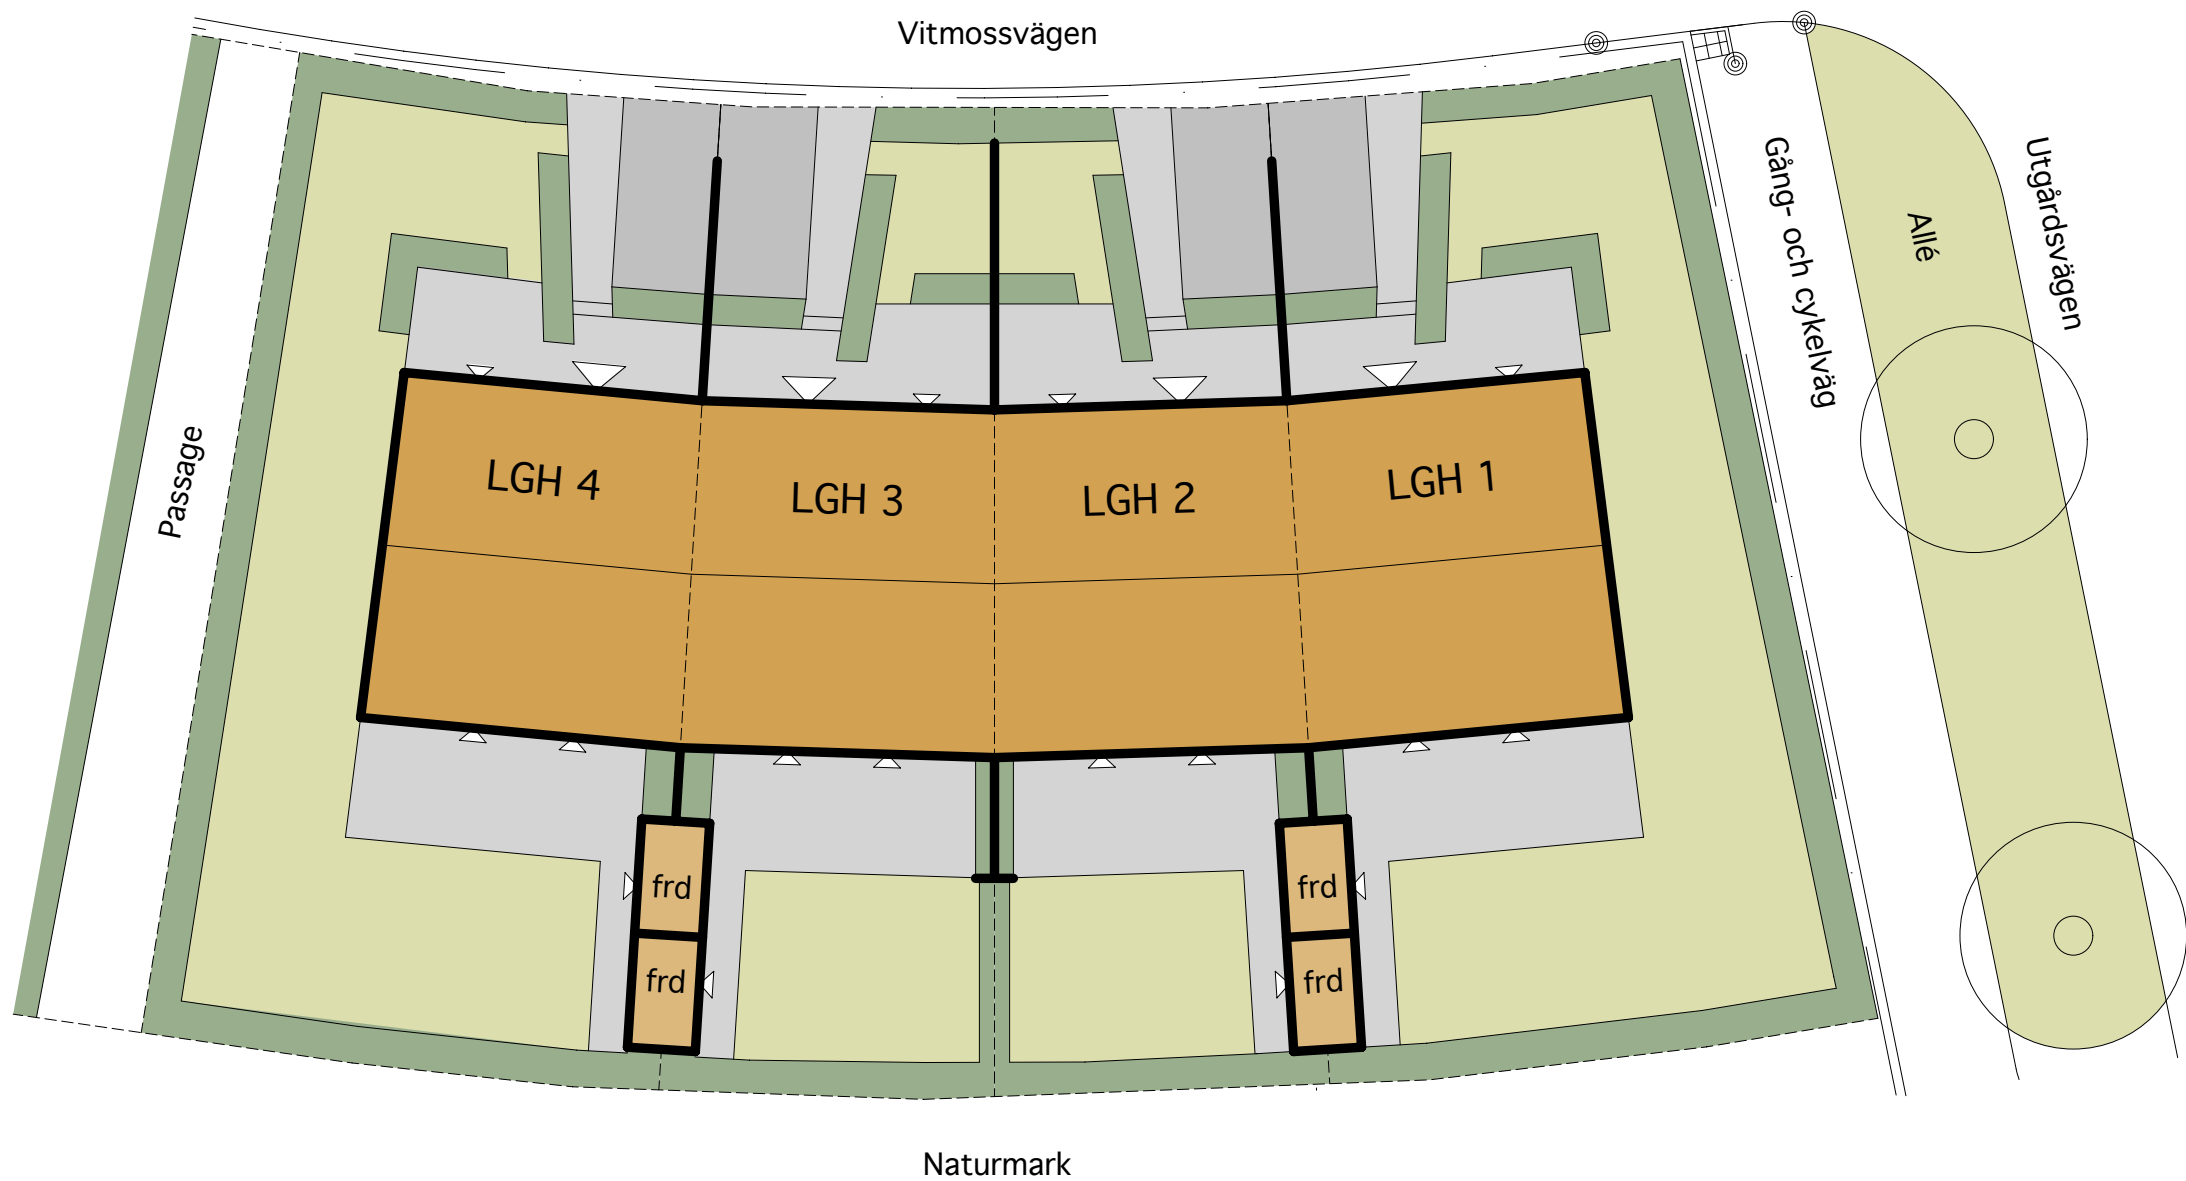 Vitmossvägen
Gång- och cykelväg
Allé
Utgårdsvägen
Passage
LGH 4
LGH 3
LGH 2
LGH 1
frd
frd
frd
frd
Naturmark